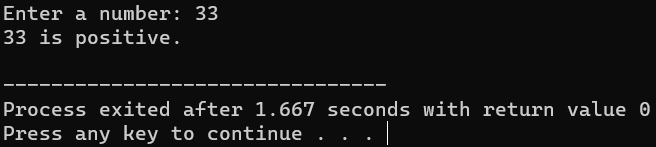 Enter a number: 33
33 is positive.
--------------------------------
Process exited after 1.667 seconds with return value 0
Press any key to continue . . .